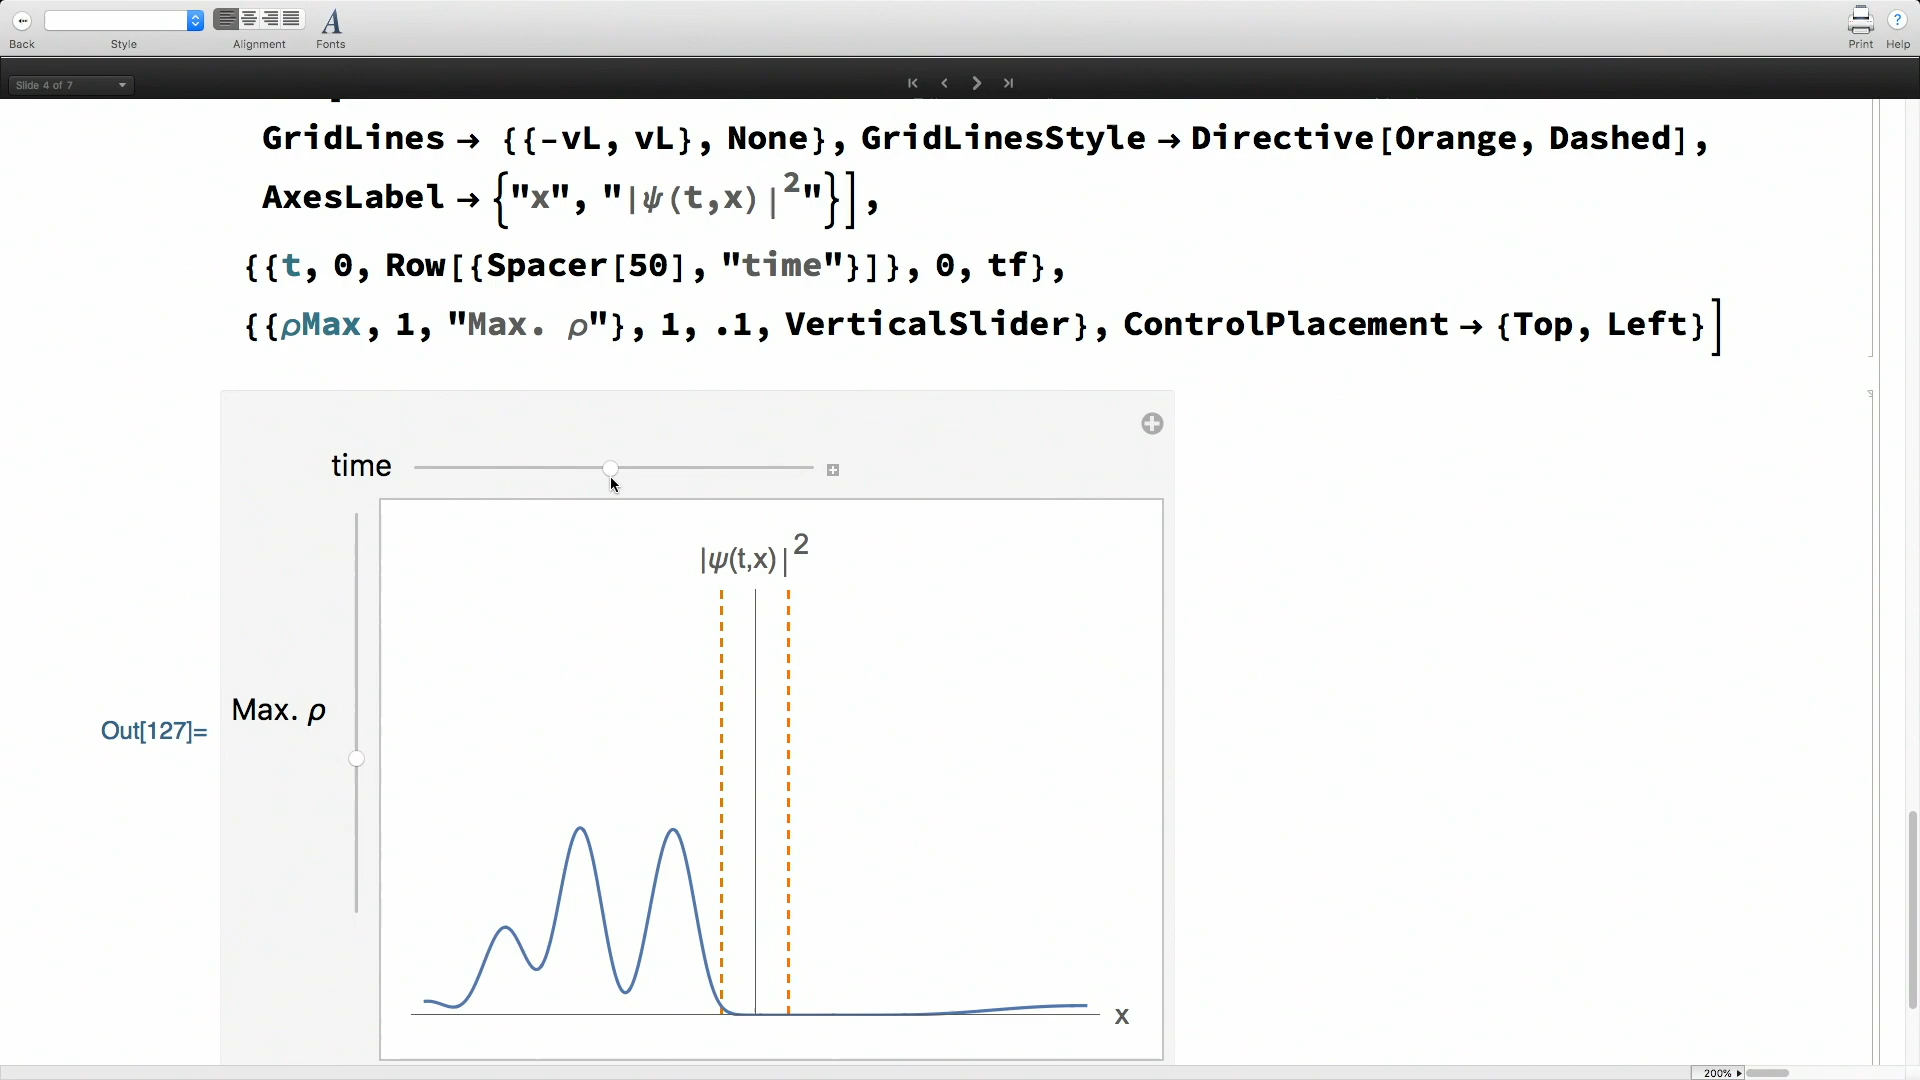 Back
Style
Alignment
Fonts
Print
Help
Slide 4 of 7
GridLines → {{-vL, vL}, None}, GridLinesStyle → Directive[Orange, Dashed],
AxesLabel → {"x", "|ψ(t,x)|²"}],
{{t, 0, Row[{Spacer[50], "time"}]}, 0, tf},
{{ρMax, 1, "Max. ρ"}, 1, .1, VerticalSlider}, ControlPlacement → {Top, Left}]
time
|ψ(t,x)|²
Max. ρ
Out[127]=
x
200%